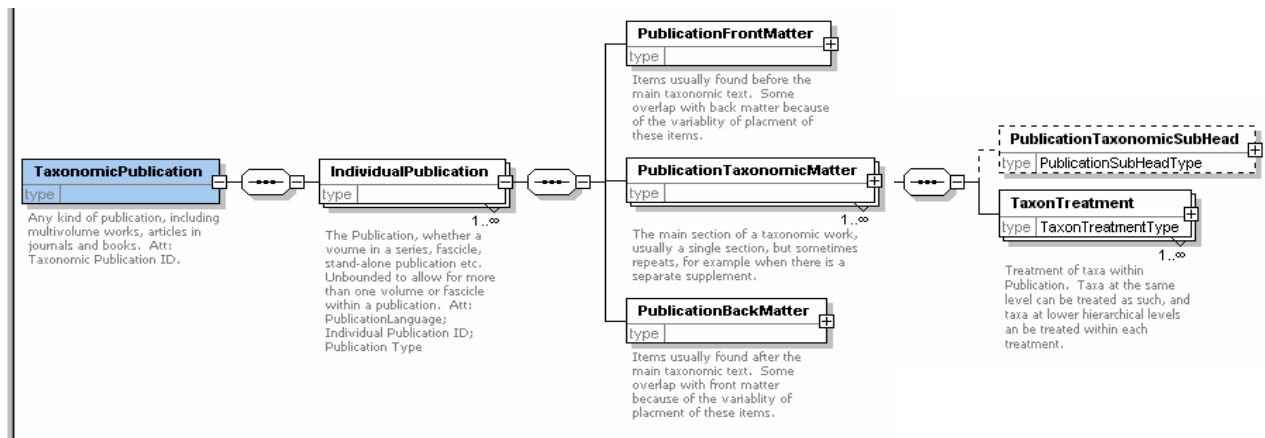 TaxonomicPublication
type
Any kind of publication, including
multivolume works, articles in
journals and books. Att:
Taxonomic Publication ID.
IndividualPublication
type
1..∞
The Publication, whether a
voume in a series, fascicle,
stand-alone publication etc.
Unbounded to allow for more
than one volume or fascicle
within a publication. Att:
PublicationLanguage;
Individual Publication ID;
Publication Type
PublicationFrontMatter
type
Items usually found before the
main taxonomic text. Some
overlap with back matter because
of the variablity of placment of
these items.
PublicationTaxonomicMatter
type
1..∞
The main section of a taxonomic work,
usually a single section, but sometimes
repeats, for example when there is a
separate supplement.
PublicationBackMatter
type
Items usually found after the
main taxonomic text. Some
overlap with front matter
because of the variablity of
placment of these items.
PublicationTaxonomicSubHead
type PublicationSubHeadType
TaxonTreatment
type TaxonTreatmentType
1..∞
Treatment of taxa within
Publication. Taxa at the same
level can be treated as such, and
taxa at lower hierarchical levels
an be treated within each
treatment.